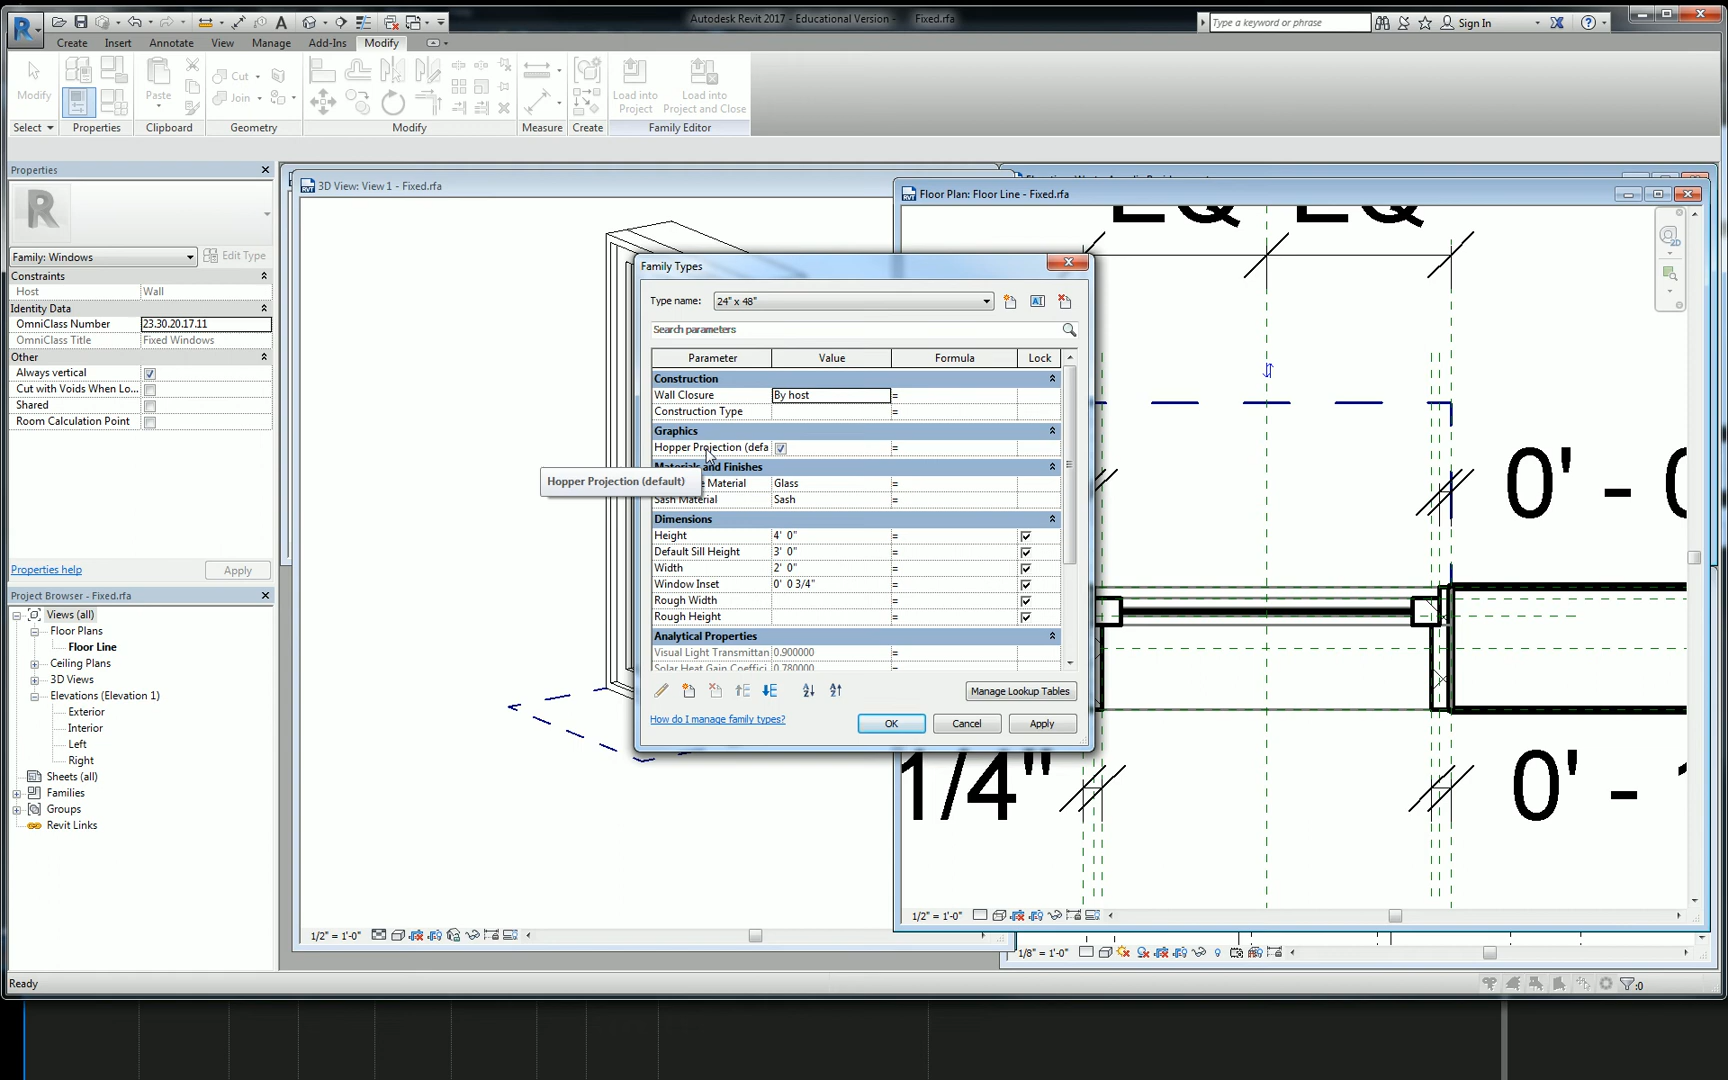 Autodesk Revit 2017 - Educational Version -    Fixed.rfa
Type a keyword or phrase
Sign In
Create Insert Annotate View Manage Add-Ins Modify
Modify
Paste
Cut
Join
Load into Project
Load into Project and Close
Select Properties Clipboard Geometry Modify Measure Create Family Editor
Properties
Family: Windows
Edit Type
Constraints
Host Wall
Identity Data
OmniClass Number 23.30.20.17.11
OmniClass Title Fixed Windows
Other
Always vertical
Cut with Voids When Lo...
Shared
Room Calculation Point
Properties help
Apply
Project Browser - Fixed.rfa
Views (all)
Floor Plans
Floor Line
Ceiling Plans
3D Views
Elevations (Elevation 1)
Exterior
Interior
Left
Right
Sheets (all)
Families
Groups
Revit Links
3D View: View 1 - Fixed.rfa
1/2" = 1'-0"
Family Types
Type name: 24" x 48"
Search parameters
Parameter Value Formula Lock
Construction
Wall Closure By host =
Construction Type =
Graphics
Hopper Projection (defa =
Materials and Finishes
Hopper Projection (default)
Material Glass =
Sash Material Sash =
Dimensions
Height 4' 0" =
Default Sill Height 3' 0" =
Width 2' 0" =
Window Inset 0' 0 3/4" =
Rough Width =
Rough Height =
Analytical Properties
Visual Light Transmittan 0.900000 =
Solar Heat Gain Coeffici 0.780000 =
Manage Lookup Tables
How do I manage family types?
OK Cancel Apply
Floor Plan: Floor Line - Fixed.rfa
EQ EQ
0' - 0
1/4"
0' -
1/2" = 1'-0"
1/8" = 1'-0"
Ready
:0